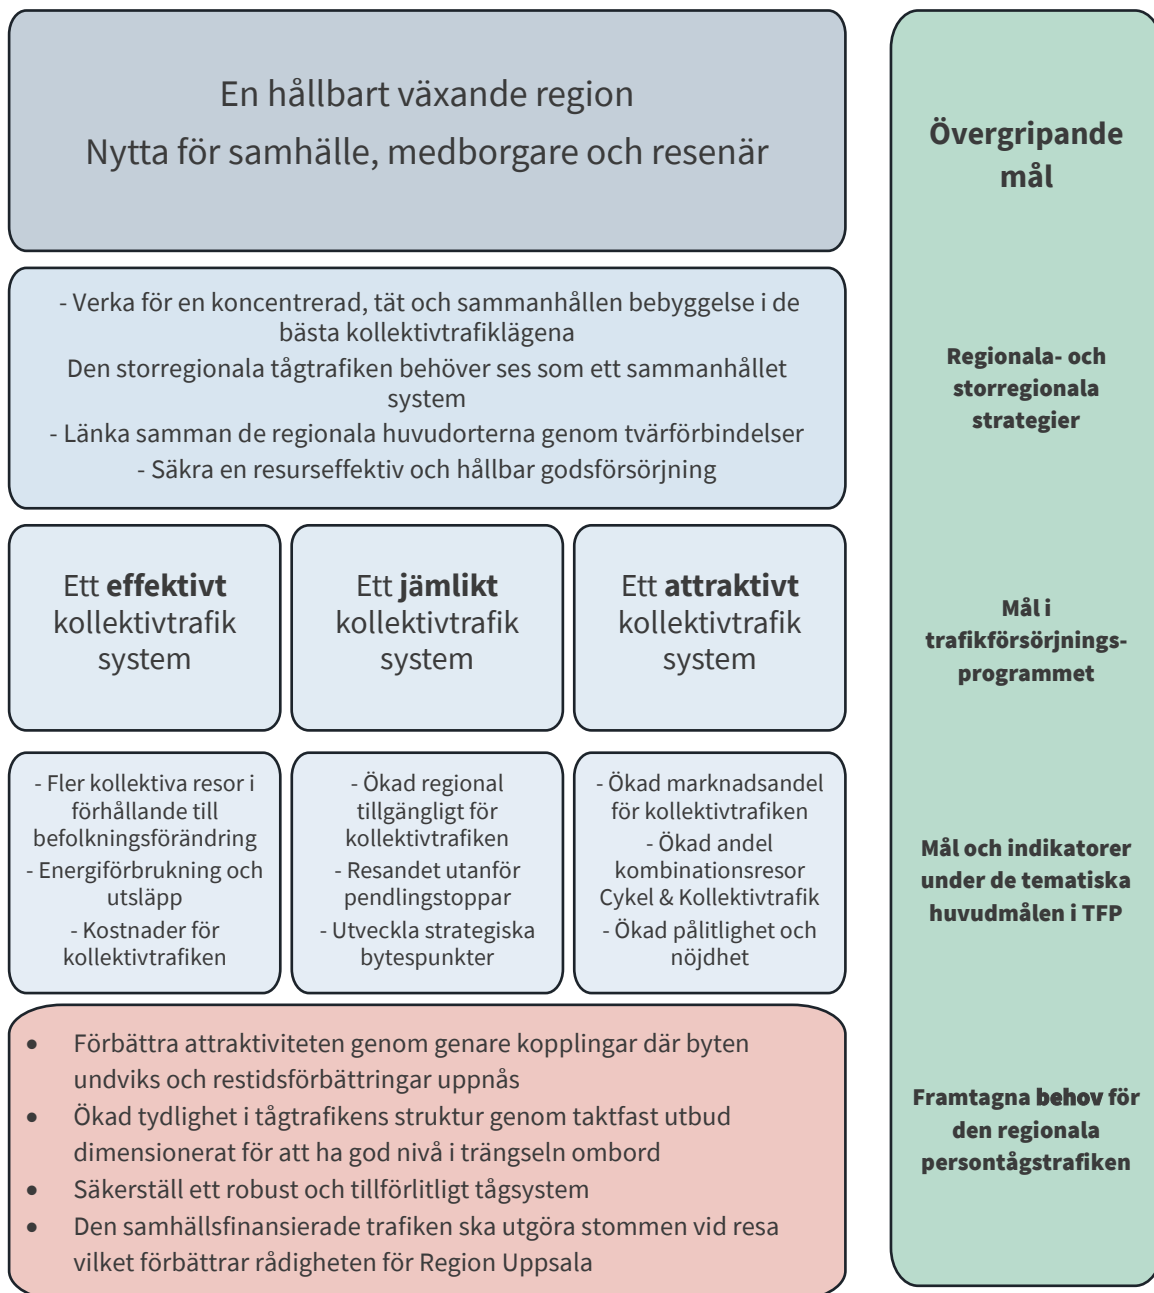 En hållbart växande region
Nytta för samhälle, medborgare och resenär
Övergripande
mål
- Verka för en koncentrerad, tät och sammanhållen bebyggelse i de
bästa kollektivtrafiklägena
Den storregionala tågtrafiken behöver ses som ett sammanhållet
system
- Länka samman de regionala huvudorterna genom tvärförbindelser
- Säkra en resurseffektiv och hållbar godsförsörjning
Regionala- och
storregionala
strategier
Ett effektivt
kollektivtrafik
system
Ett jämlikt
kollektivtrafik
system
Ett attraktivt
kollektivtrafik
system
Mål i
trafikförsörjnings-
programmet
- Fler kollektiva resor i
förhållande till
befolkningsförändring
- Energiförbrukning och
utsläpp
- Kostnader för
kollektivtrafiken
- Ökad regional
tillgängligt för
kollektivtrafiken
- Resandet utanför
pendlingstoppar
- Utveckla strategiska
bytespunkter
- Ökad marknadsandel
för kollektivtrafiken
- Ökad andel
kombinationsresor
Cykel & Kollektivtrafik
- Ökad pålitlighet och
nöjdhet
Mål och indikatorer
under de tematiska
huvudmålen i TFP
• Förbättra attraktiviteten genom genare kopplingar där byten
undviks och restidsförbättringar uppnås
• Ökad tydlighet i tågtrafikens struktur genom taktfast utbud
dimensionerat för att ha god nivå i trängseln ombord
• Säkerställ ett robust och tillförlitligt tågsystem
• Den samhällsfinansierade trafiken ska utgöra stommen vid resa
vilket förbättrar rådigheten för Region Uppsala
Framtagna behov för
den regionala
persontågstrafiken